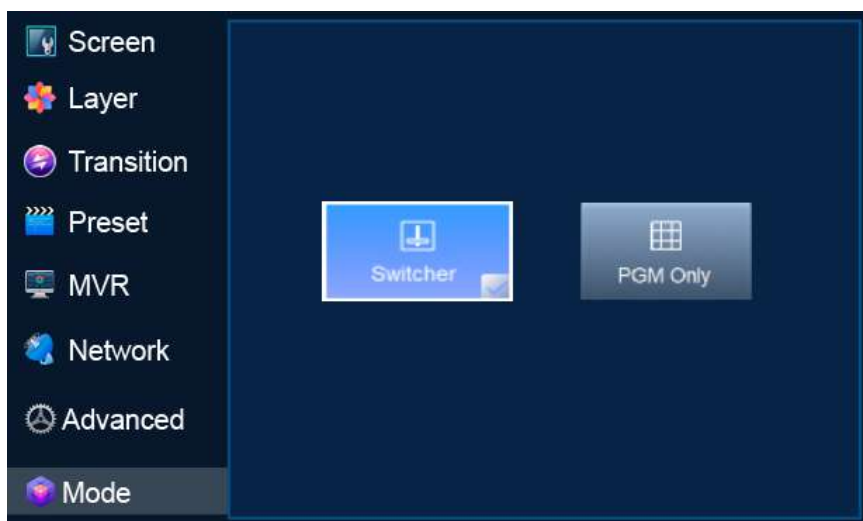 Screen
Layer
Transition
Preset
MVR
Network
Advanced
Mode
Switcher
PGM Only